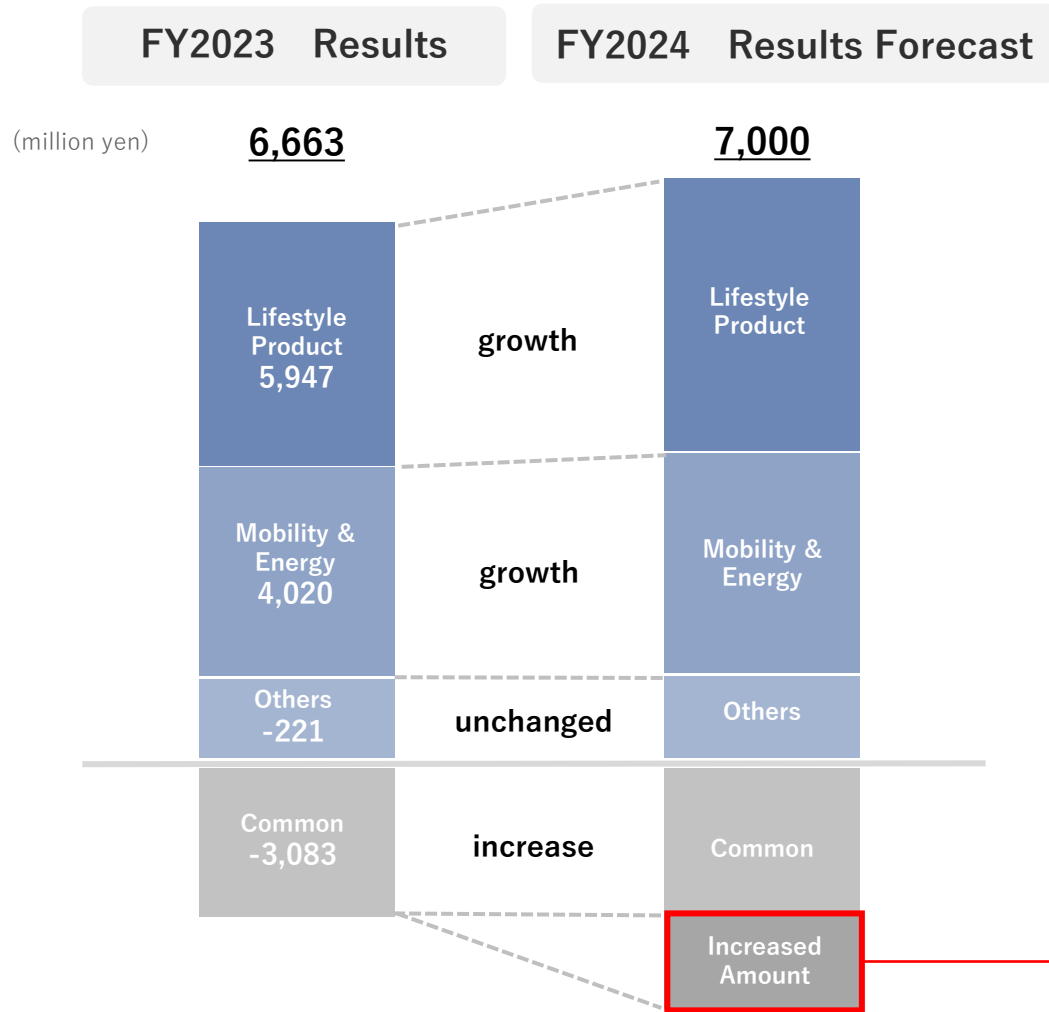 FY2023 Results
FY2024 Results Forecast
(million yen)
6,663
7,000
Lifestyle
Product
5,947
growth
Lifestyle
Product
Mobility &
Energy
4,020
growth
Mobility &
Energy
Others
-221
unchanged
Others
Common
-3,083
increase
Common
Increased
Amount